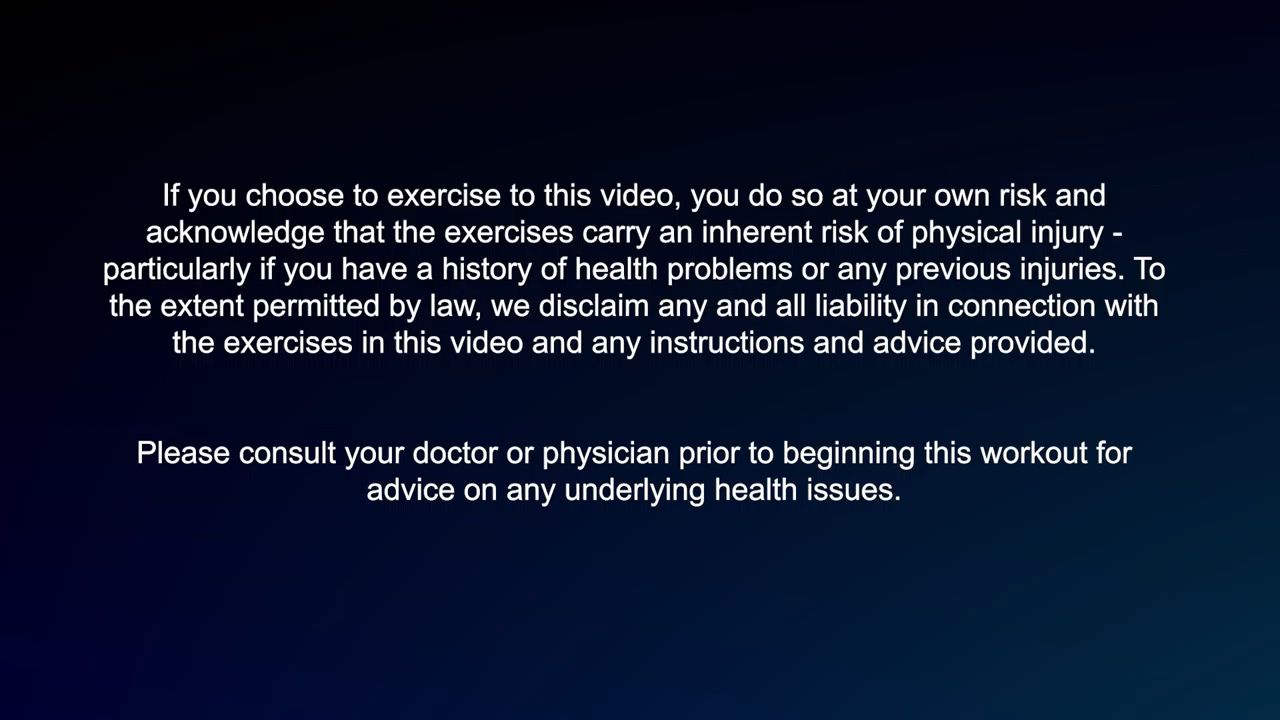 If you choose to exercise to this video, you do so at your own risk and
acknowledge that the exercises carry an inherent risk of physical injury -
particularly if you have a history of health problems or any previous injuries. To
the extent permitted by law, we disclaim any and all liability in connection with
the exercises in this video and any instructions and advice provided.
Please consult your doctor or physician prior to beginning this workout for
advice on any underlying health issues.